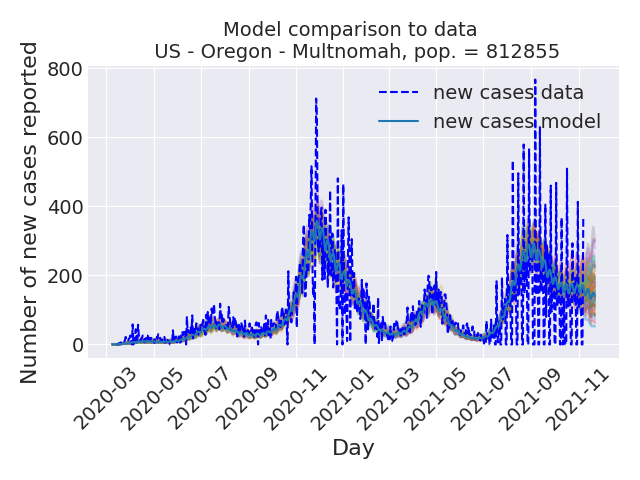 Model comparison to data
US - Oregon - Multnomah, pop. = 812855
Number of new cases reported
800
600
400
200
0
new cases data
new cases model
2020-03
2020-05
2020-07
2020-09
2020-11
2021-01
2021-03
2021-05
2021-07
2021-09
2021-11
Day